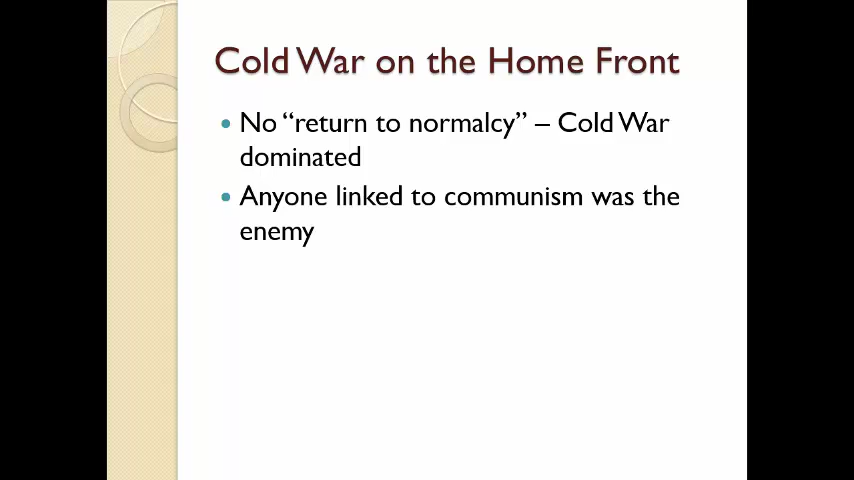 Cold War on the Home Front
• No “return to normalcy” – Cold War
dominated
• Anyone linked to communism was the
enemy